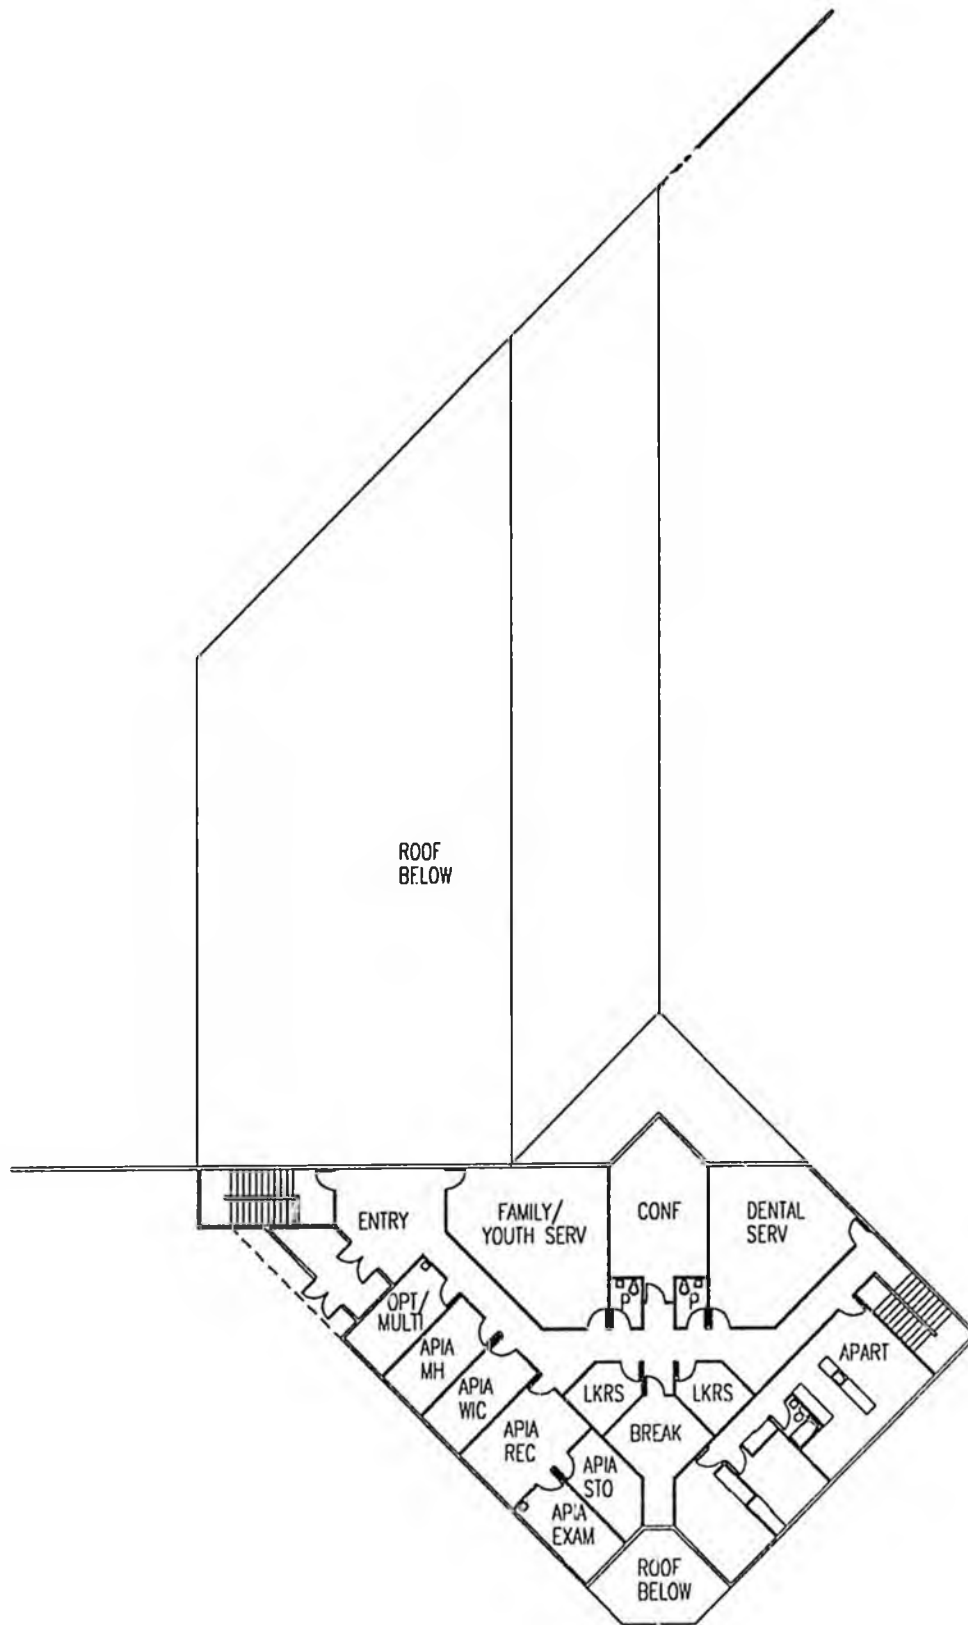 ROOF
BELOW
ENTRY
FAMILY/
YOUTH SERV
CONF
DENTAL
SERV
OPT/
MULTI
P
P
APIA
MH
APART
APIA
WIC
LKRS
LKRS
APIA
REC
BREAK
APIA
STO
APIA
EXAM
ROOF
BELOW